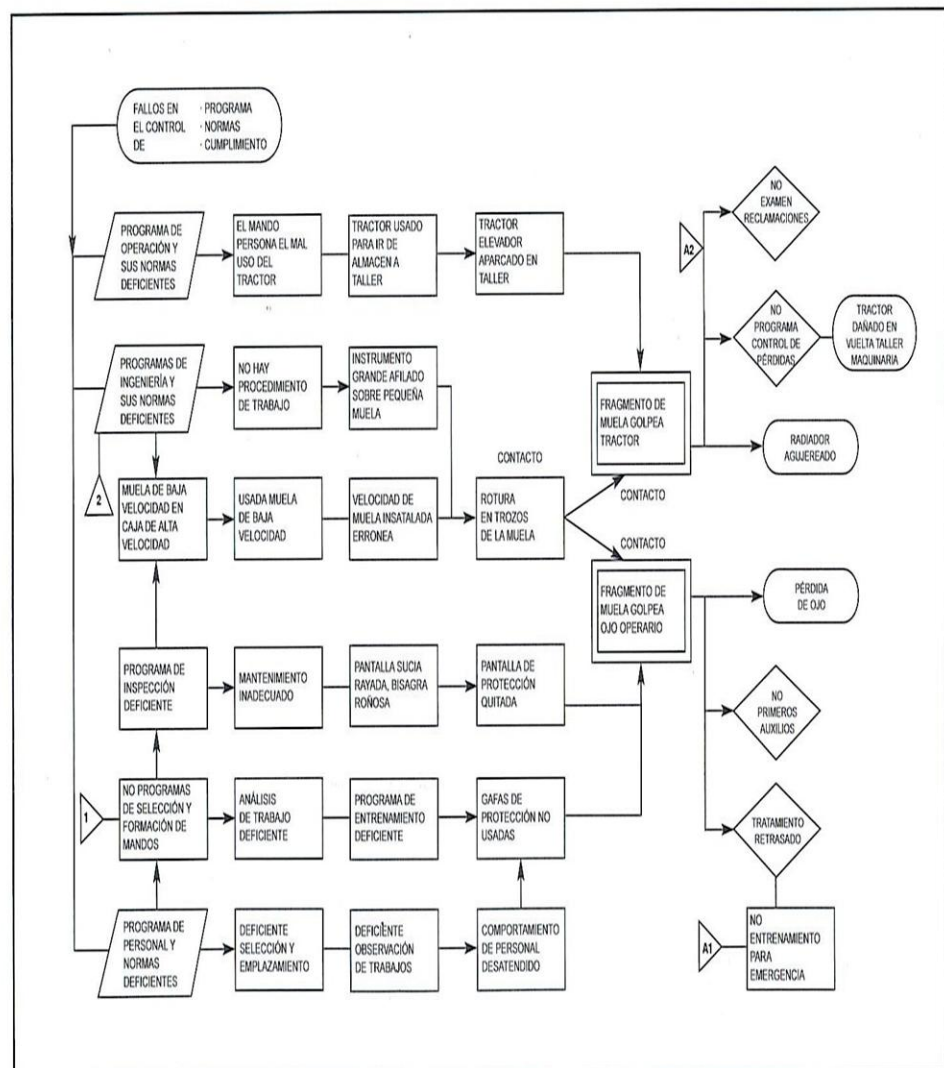 FALLOS EN · PROGRAMA
EL CONTROL · NORMAS
DE · CUMPLIMIENTO
PROGRAMA DE
OPERACIÓN Y
SUS NORMAS
DEFICIENTES
EL MANDO
PERSONA EL MAL
USO DEL
TRACTOR
TRACTOR USADO
PARA IR DE
ALMACEN A
TALLER
TRACTOR
ELEVADOR
APARCADO EN
TALLER
A2
NO
EXAMEN
RECLAMACIONES
NO
PROGRAMA
CONTROL DE
PÉRDIDAS
TRACTOR
DAÑADO EN
VUELTA TALLER
MAQUINARIA
PROGRAMAS DE
INGENIERÍA Y
SUS NORMAS
DEFICIENTES
NO HAY
PROCEDIMIENTO
DE TRABAJO
INSTRUMENTO
GRANDE AFILADO
SOBRE PEQUEÑA
MUELA
FRAGMENTO DE
MUELA GOLPEA
TRACTOR
RADIADOR
AGUJEREADO
2
MUELA DE BAJA
VELOCIDAD EN
CAJA DE ALTA
VELOCIDAD
USADA MUELA
DE BAJA
VELOCIDAD
VELOCIDAD DE
MUELA INSATALADA
ERRONEA
CONTACTO
ROTURA
EN TROZOS
DE LA MUELA
CONTACTO
CONTACTO
FRAGMENTO DE
MUELA GOLPEA
OJO OPERARIO
PÉRDIDA
DE OJO
PROGRAMA DE
INSPECCIÓN
DEFICIENTE
MANTENIMIENTO
INADECUADO
PANTALLA SUCIA
RAYADA, BISAGRA
ROÑOSA
PANTALLA DE
PROTECCIÓN
QUITADA
NO
PRIMEROS
AUXILIOS
1
NO PROGRAMAS
DE SELECCIÓN Y
FORMACIÓN DE
MANDOS
ANÁLISIS
DE TRABAJO
DEFICIENTE
PROGRAMA DE
ENTRENAMIENTO
DEFICIENTE
GAFAS DE
PROTECCIÓN NO
USADAS
TRATAMIENTO
RETRASADO
PROGRAMA DE
PERSONAL Y
NORMAS
DEFICIENTES
DEFICIENTE
SELECCIÓN Y
EMPLAZAMIENTO
DEFICIENTE
OBSERVACIÓN
DE TRABAJOS
COMPORTAMIENTO
DE PERSONAL
DESATENDIDO
A1
NO
ENTRENAMIENTO
PARA
EMERGENCIA